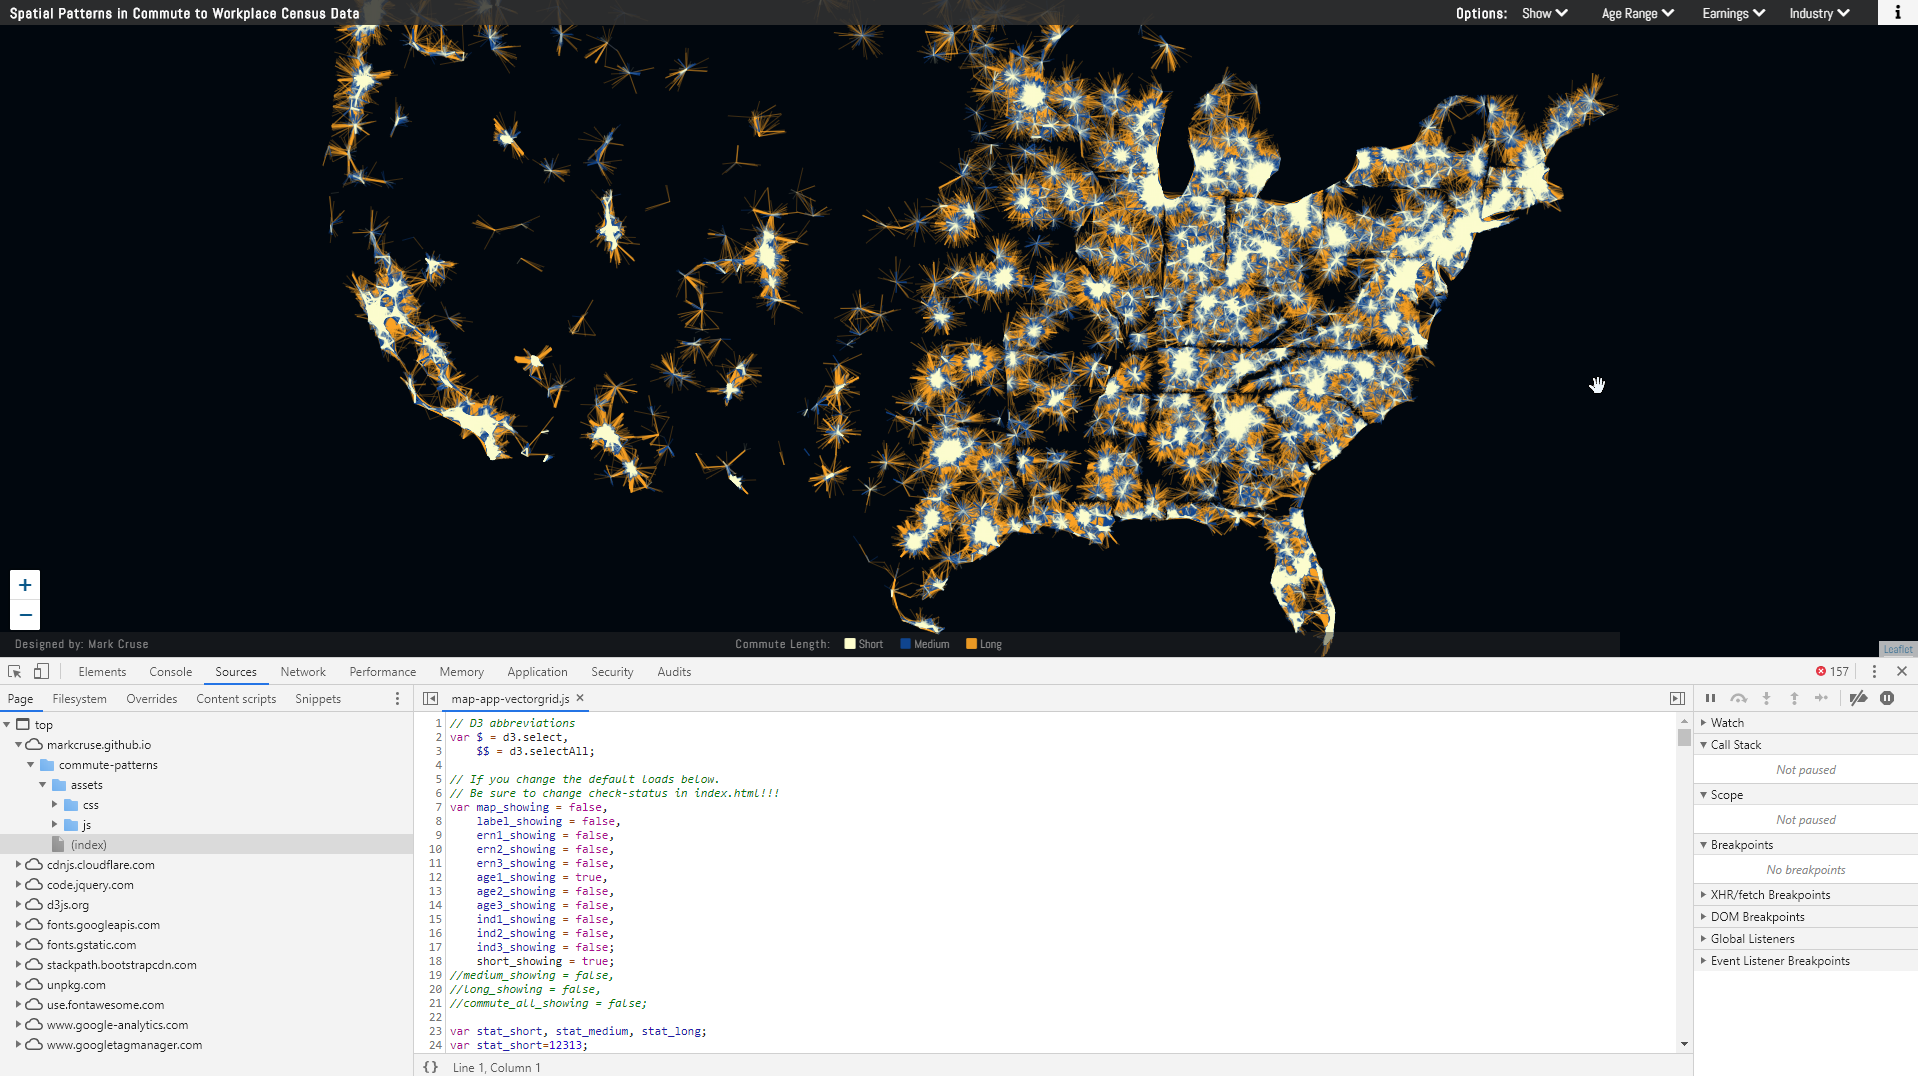 Spatial Patterns in Commute to Workplace Census Data
Options: Show Age Range Earnings Industry i
+
−
Designed by: Mark Cruse
Commute Length: Short Medium Long
Leaflet
Elements Console Sources Network Performance Memory Application Security Audits
157
Page Filesystem Overrides Content scripts Snippets
map-app-vectorgrid.js
top
markcruse.github.io
commute-patterns
assets
css
js
(index)
cdnjs.cloudflare.com
code.jquery.com
d3js.org
fonts.googleapis.com
fonts.gstatic.com
stackpath.bootstrapcdn.com
unpkg.com
use.fontawesome.com
www.google-analytics.com
www.googletagmanager.com
1 // D3 abbreviations
2 var $ = d3.select,
3 $$ = d3.selectAll;
4
5 // If you change the default loads below.
6 // Be sure to change check-status in index.html!!!
7 var map_showing = false,
8 label_showing = false,
9 ern1_showing = false,
10 ern2_showing = false,
11 ern3_showing = false,
12 age1_showing = true,
13 age2_showing = false,
14 age3_showing = false,
15 ind1_showing = false,
16 ind2_showing = false,
17 ind3_showing = false;
18 short_showing = true;
19 //medium_showing = false,
20 //long_showing = false,
21 //commute_all_showing = false;
22
23 var stat_short, stat_medium, stat_long;
24 var stat_short=12313;
{} Line 1, Column 1
Watch
Call Stack
Not paused
Scope
Not paused
Breakpoints
No breakpoints
XHR/fetch Breakpoints
DOM Breakpoints
Global Listeners
Event Listener Breakpoints